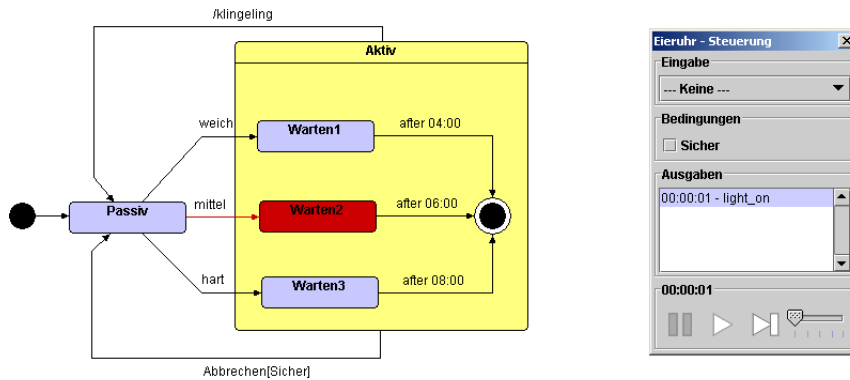 /klingeling
Aktiv
weich
Warten1
after 04:00
Passiv
mittel
Warten2
after 06:00
hart
Warten3
after 08:00
Abbrechen[Sicher]
Eieruhr - Steuerung
Eingabe
--- Keine ---
Bedingungen
Sicher
Ausgaben
00:00:01 - light_on
00:00:01